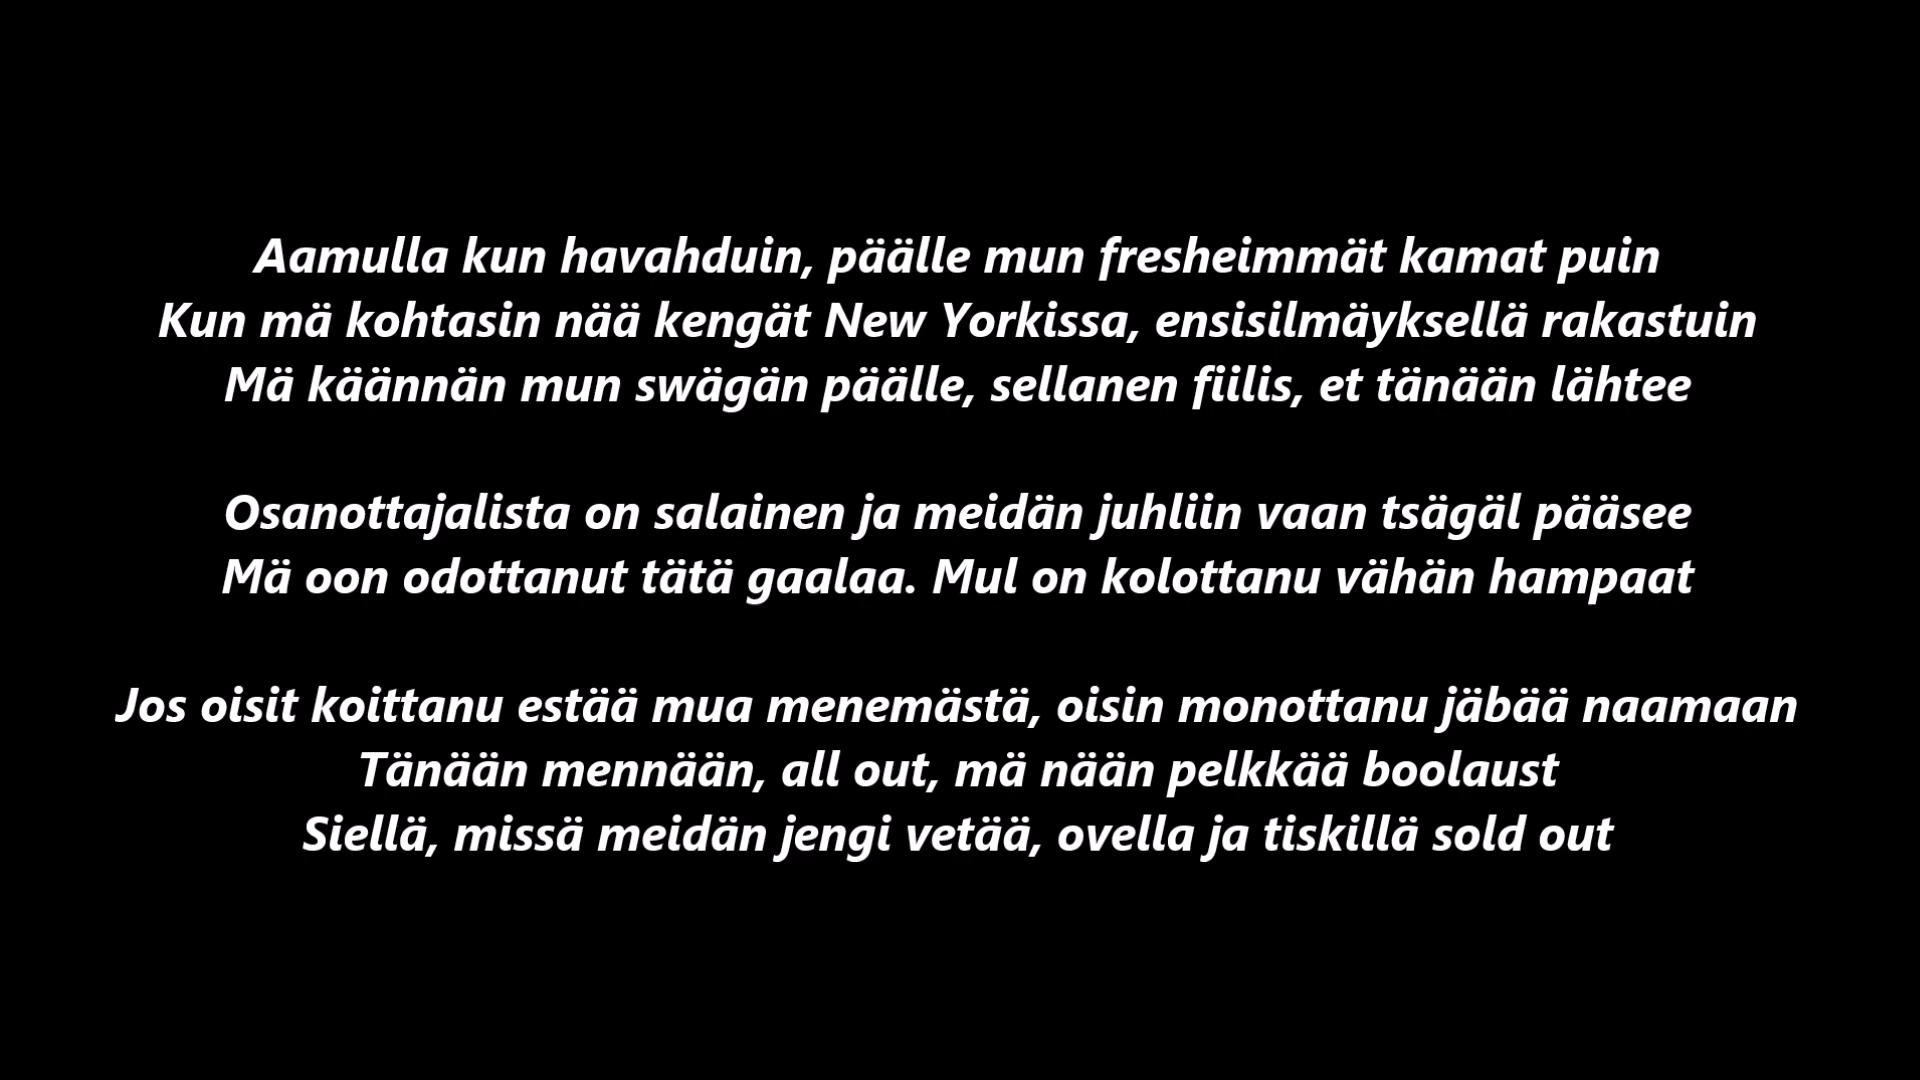 Aamulla kun havahduin, päälle mun fresheimmät kamat puin
Kun mä kohtasin nää kengät New Yorkissa, ensisilmäyksellä rakastuin
Mä käännän mun swägän päälle, sellanen fiilis, et tänään lähtee
Osanottajalista on salainen ja meidän juhliin vaan tsägäl pääsee
Mä oon odottanut tätä gaalaa. Mul on kolottanu vähän hampaat
Jos oisit koittanu estää mua menemästä, oisin monottanu jäbää naamaan
Tänään mennään, all out, mä nään pelkkää boolaust
Siellä, missä meidän jengi vetää, ovella ja tiskillä sold out